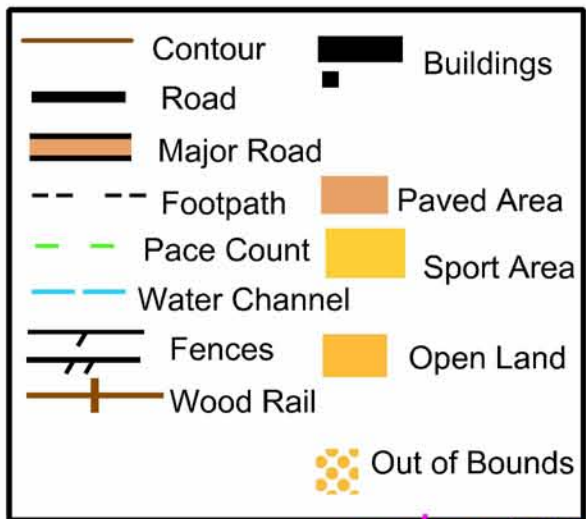 Contour
Buildings
Road
Major Road
Footpath
Paved Area
Pace Count
Sport Area
Water Channel
Fences
Open Land
Wood Rail
Out of Bounds